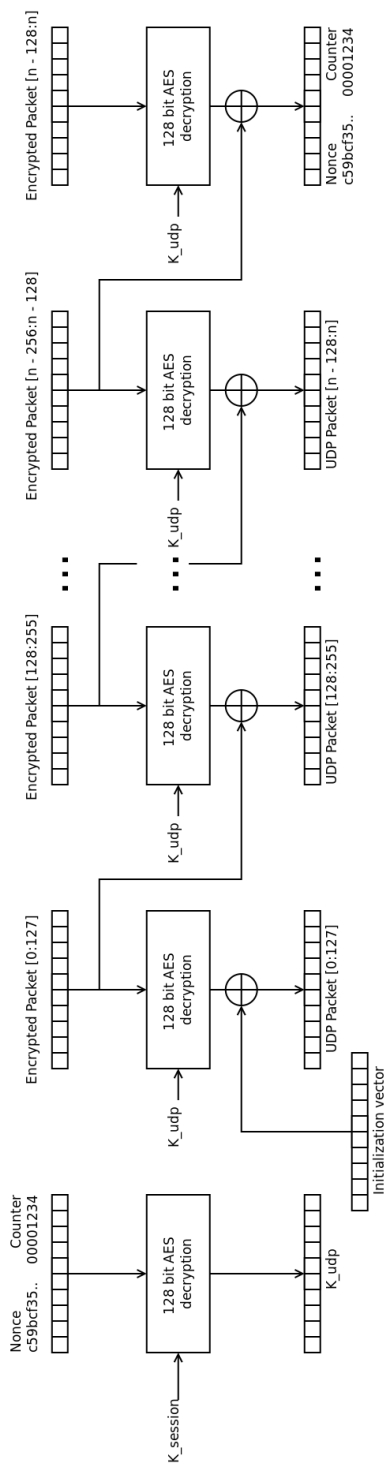 Nonce
c59bcf35..
Counter
00001234
K_session
128 bit AES
decryption
K_udp
Encrypted Packet [0:127]
K_udp
128 bit AES
decryption
UDP Packet [0:127]
Initialization vector
Encrypted Packet [128:255]
K_udp
128 bit AES
decryption
UDP Packet [128:255]
...
...
...
Encrypted Packet [n - 256:n - 128]
K_udp
128 bit AES
decryption
UDP Packet [n - 128:n]
Encrypted Packet [n - 128:n]
K_udp
128 bit AES
decryption
Nonce
c59bcf35..
Counter
00001234